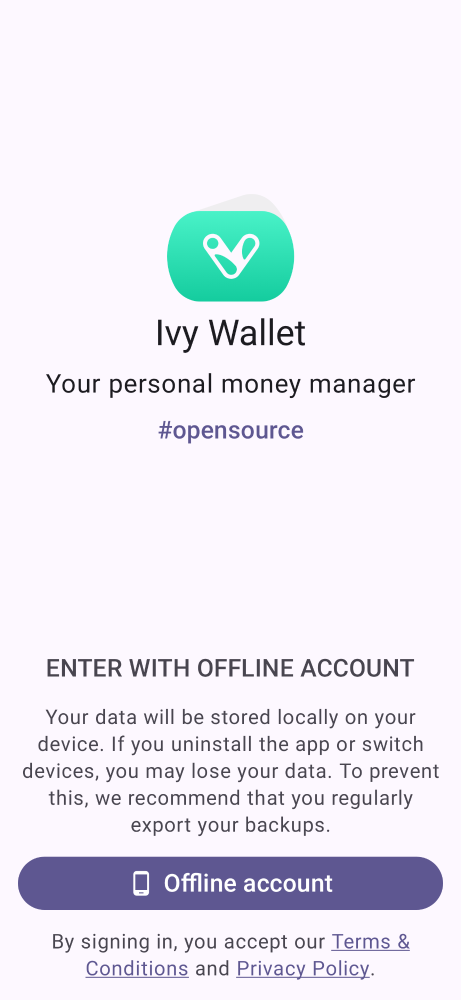 Ivy Wallet
Your personal money manager
#opensource
ENTER WITH OFFLINE ACCOUNT
Your data will be stored locally on your
device. If you uninstall the app or switch
devices, you may lose your data. To prevent
this, we recommend that you regularly
export your backups.
Offline account
By signing in, you accept our Terms &
Conditions and Privacy Policy.